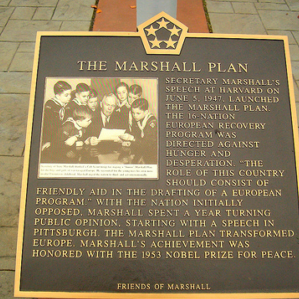 THE MARSHALL PLAN
SECRETARY MARSHALL'S
SPEECH AT HARVARD ON
JUNE 5, 1947, LAUNCHED
THE MARSHALL PLAN.
THE 16-NATION
EUROPEAN RECOVERY
PROGRAM WAS
DIRECTED AGAINST
HUNGER AND
DESPERATION. "THE
ROLE OF THIS COUNTRY
SHOULD CONSIST OF
FRIENDLY AID IN THE DRAFTING OF A EUROPEAN
PROGRAM." WITH THE NATION INITIALLY
OPPOSED, MARSHALL SPENT A YEAR TURNING
PUBLIC OPINION, STARTING WITH A SPEECH IN
PITTSBURGH. THE MARSHALL PLAN TRANSFORMED
EUROPE. MARSHALL'S ACHIEVEMENT WAS
HONORED WITH THE 1953 NOBEL PRIZE FOR PEACE.
FRIENDS OF MARSHALL